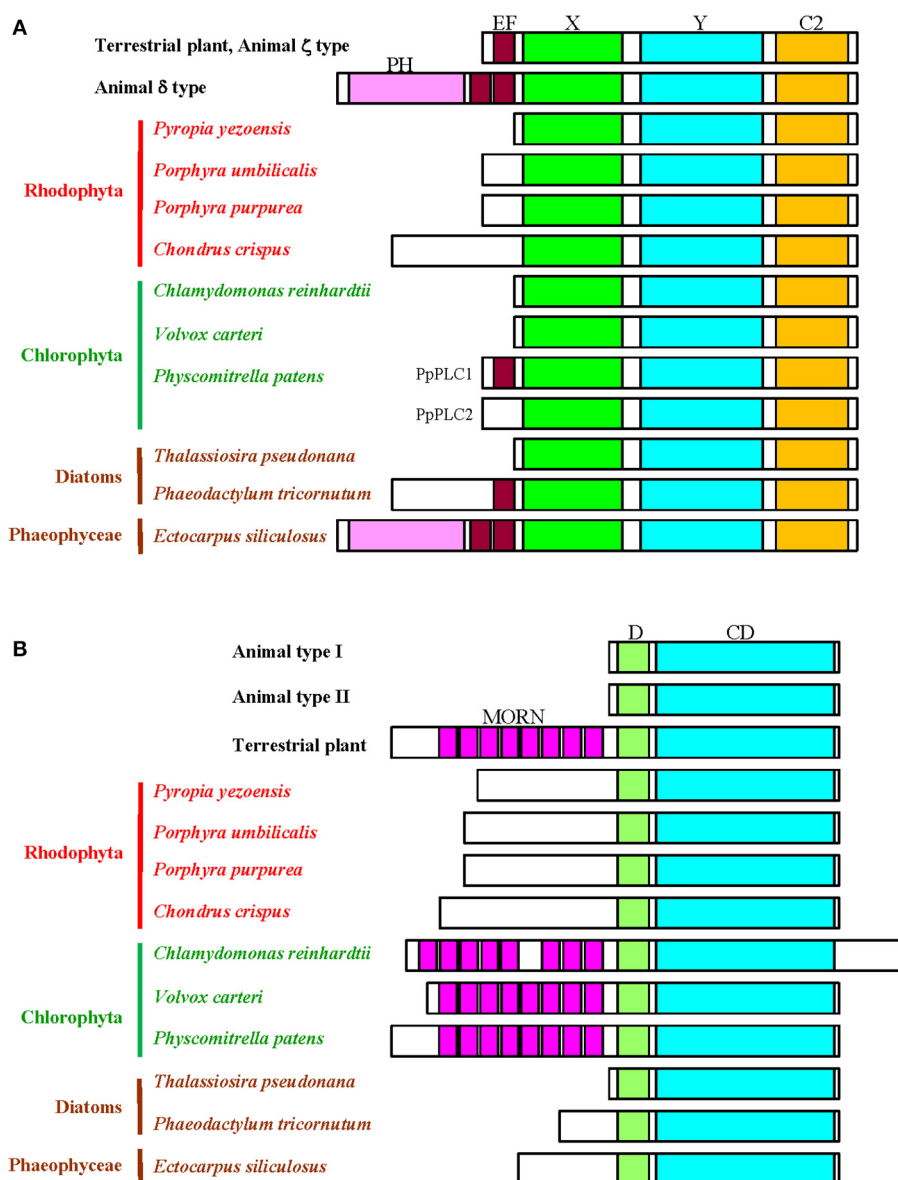 A
EF X Y C2
Terrestrial plant, Animal ζ type
PH
Animal δ type
Rhodophyta
Pyropia yezoensis
Porphyra umbilicalis
Porphyra purpurea
Chondrus crispus
Chlorophyta
Chlamydomonas reinhardtii
Volvox carteri
Physcomitrella patens
PpPLC1
PpPLC2
Diatoms
Thalassiosira pseudonana
Phaeodactylum tricornutum
Phaeophyceae
Ectocarpus siliculosus
B
D CD
Animal type I
Animal type II
MORN
Terrestrial plant
Rhodophyta
Pyropia yezoensis
Porphyra umbilicalis
Porphyra purpurea
Chondrus crispus
Chlorophyta
Chlamydomonas reinhardtii
Volvox carteri
Physcomitrella patens
Diatoms
Thalassiosira pseudonana
Phaeodactylum tricornutum
Phaeophyceae
Ectocarpus siliculosus